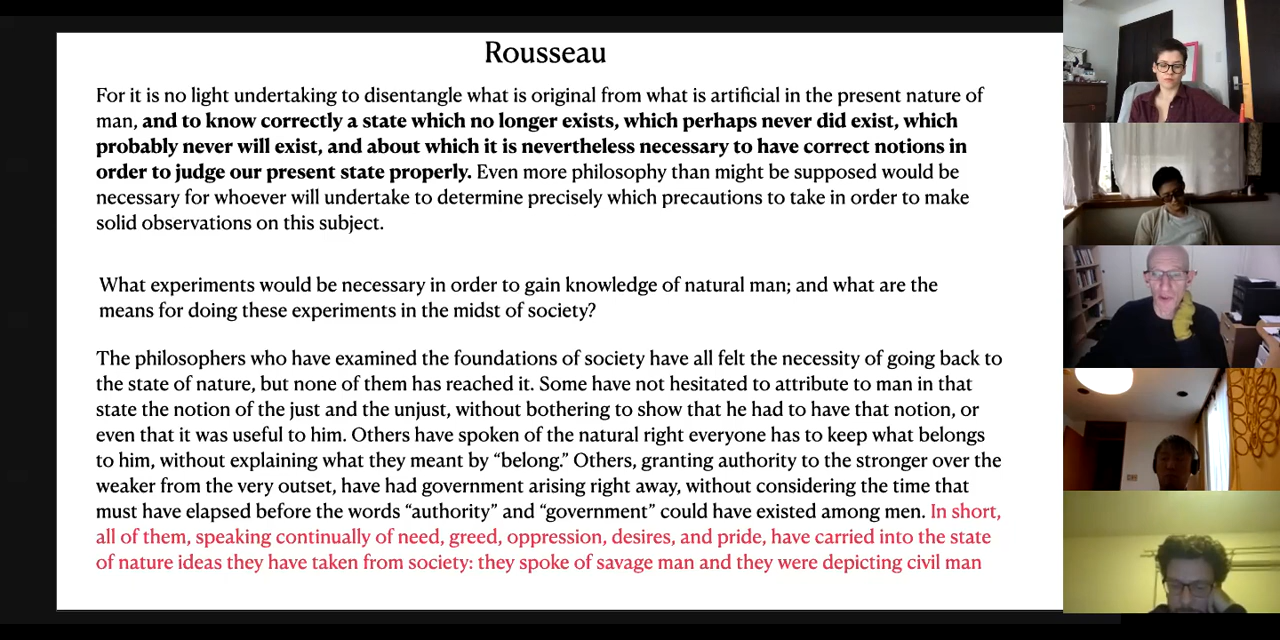 Rousseau
For it is no light undertaking to disentangle what is original from what is artificial in the present nature of
man, and to know correctly a state which no longer exists, which perhaps never did exist, which
probably never will exist, and about which it is nevertheless necessary to have correct notions in
order to judge our present state properly. Even more philosophy than might be supposed would be
necessary for whoever will undertake to determine precisely which precautions to take in order to make
solid observations on this subject.
What experiments would be necessary in order to gain knowledge of natural man; and what are the
means for doing these experiments in the midst of society?
The philosophers who have examined the foundations of society have all felt the necessity of going back to
the state of nature, but none of them has reached it. Some have not hesitated to attribute to man in that
state the notion of the just and the unjust, without bothering to show that he had to have that notion, or
even that it was useful to him. Others have spoken of the natural right everyone has to keep what belongs
to him, without explaining what they meant by “belong.” Others, granting authority to the stronger over the
weaker from the very outset, have had government arising right away, without considering the time that
must have elapsed before the words “authority” and “government” could have existed among men. In short,
all of them, speaking continually of need, greed, oppression, desires, and pride, have carried into the state
of nature ideas they have taken from society: they spoke of savage man and they were depicting civil man